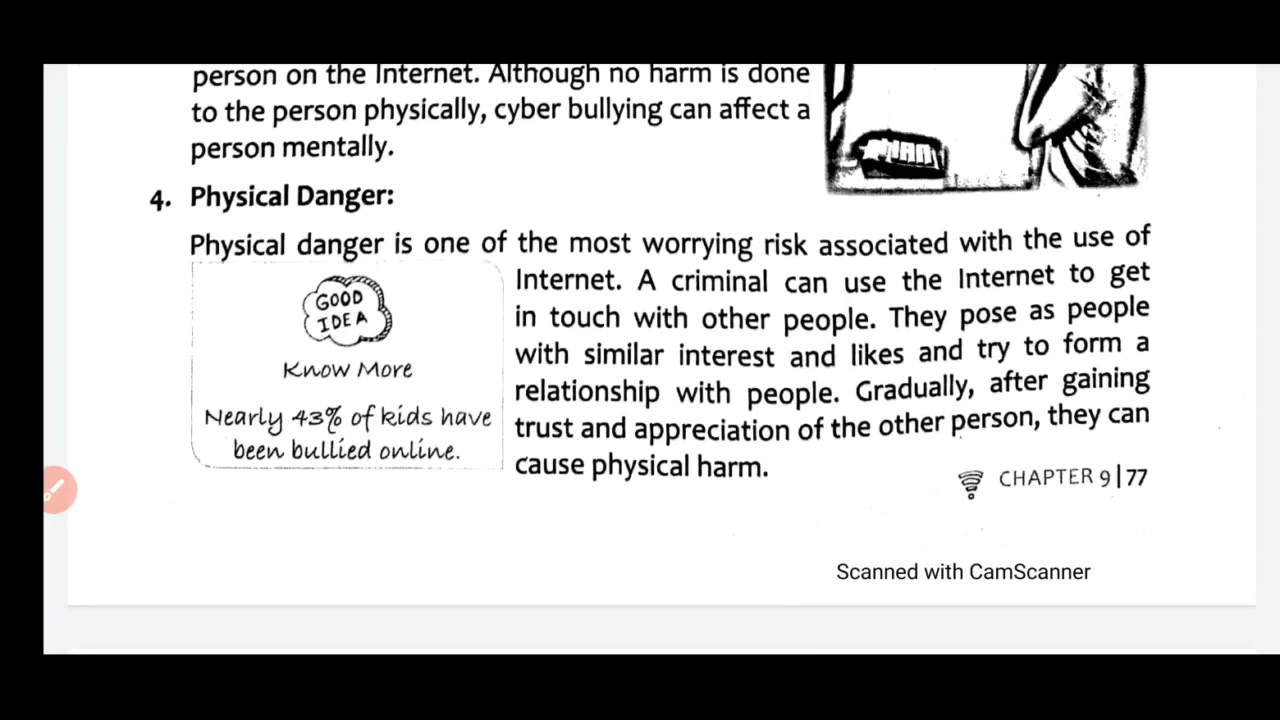 person on the Internet. Although no harm is done
to the person physically, cyber bullying can affect a
person mentally.
4. Physical Danger:
Physical danger is one of the most worrying risk associated with the use of
Internet. A criminal can use the Internet to get
in touch with other people. They pose as people
with similar interest and likes and try to form a
relationship with people. Gradually, after gaining
trust and appreciation of the other person, they can
cause physical harm.
GOOD
IDEA
Know More
Nearly 43% of kids have
been bullied online.
CHAPTER 9|77
Scanned with CamScanner